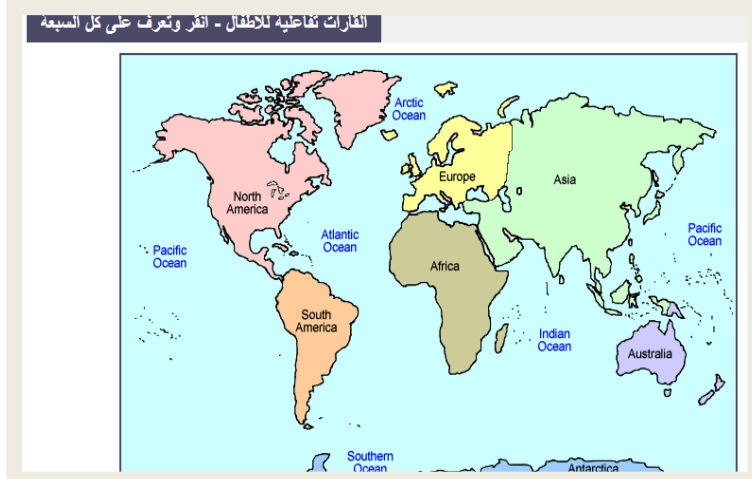 القارات تفاعلية للأطفال - انقر وتعرف على كل السبعة
Arctic
Ocean
Europe
Asia
North
America
Atlantic
Ocean
Pacific
Ocean
Pacific
Ocean
Africa
South
America
Indian
Ocean
Australia
Southern
Ocean
Antarctica